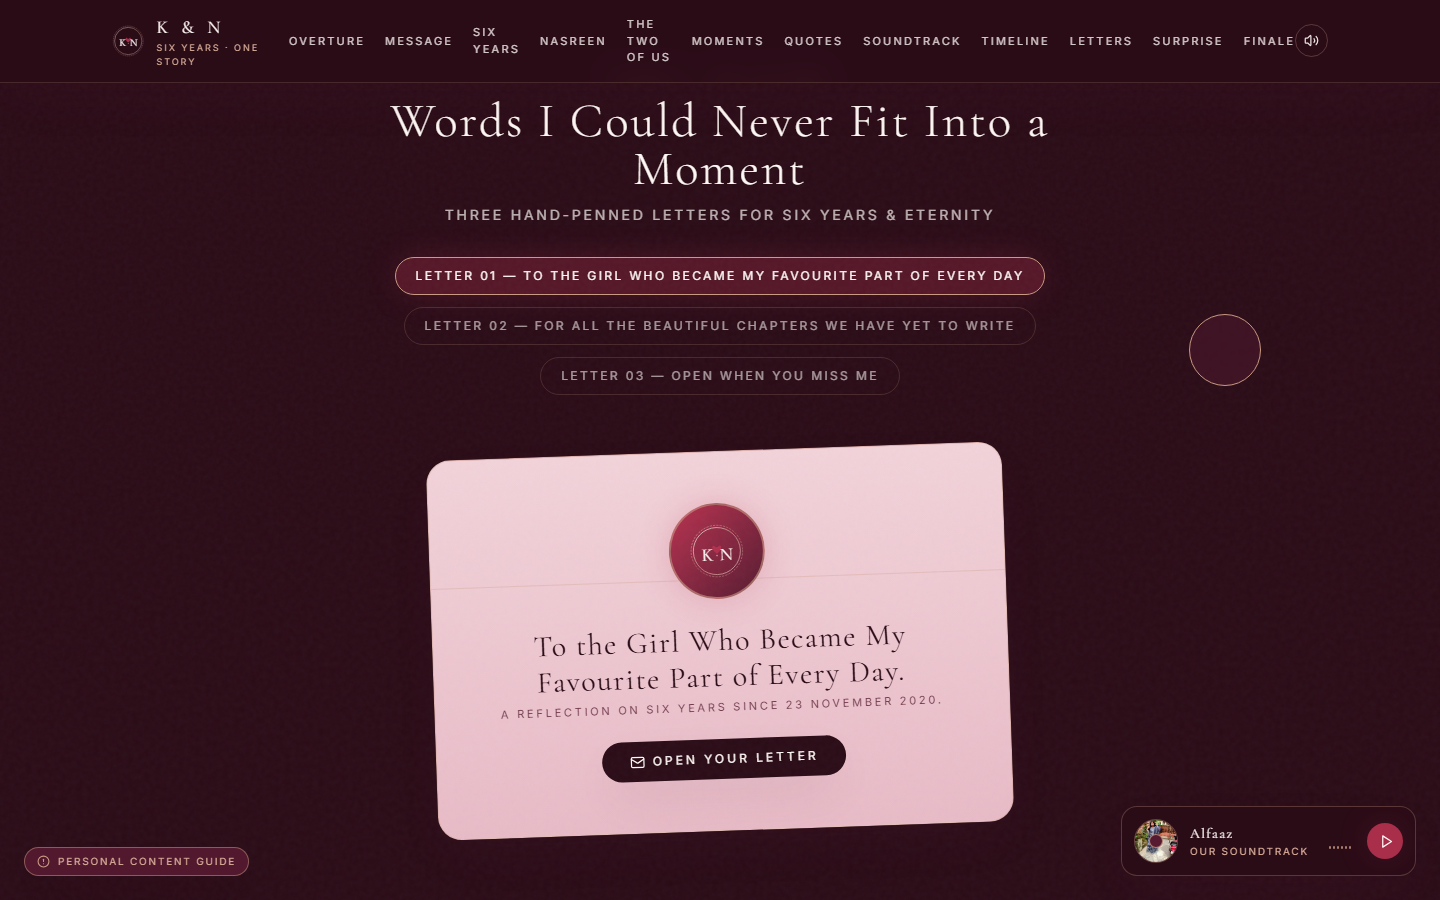 K & N
SIX YEARS · ONE
STORY
OVERTURE
MESSAGE
SIX
YEARS
NASREEN
THE
TWO
OF US
MOMENTS
QUOTES
SOUNDTRACK
TIMELINE
LETTERS
SURPRISE
FINALE
Words I Could Never Fit Into a
Moment
THREE HAND-PENNED LETTERS FOR SIX YEARS & ETERNITY
LETTER 01 — TO THE GIRL WHO BECAME MY FAVOURITE PART OF EVERY DAY
LETTER 02 — FOR ALL THE BEAUTIFUL CHAPTERS WE HAVE YET TO WRITE
LETTER 03 — OPEN WHEN YOU MISS ME
K·N
To the Girl Who Became My
Favourite Part of Every Day.
A REFLECTION ON SIX YEARS SINCE 23 NOVEMBER 2020.
OPEN YOUR LETTER
PERSONAL CONTENT GUIDE
Alfaaz
OUR SOUNDTRACK